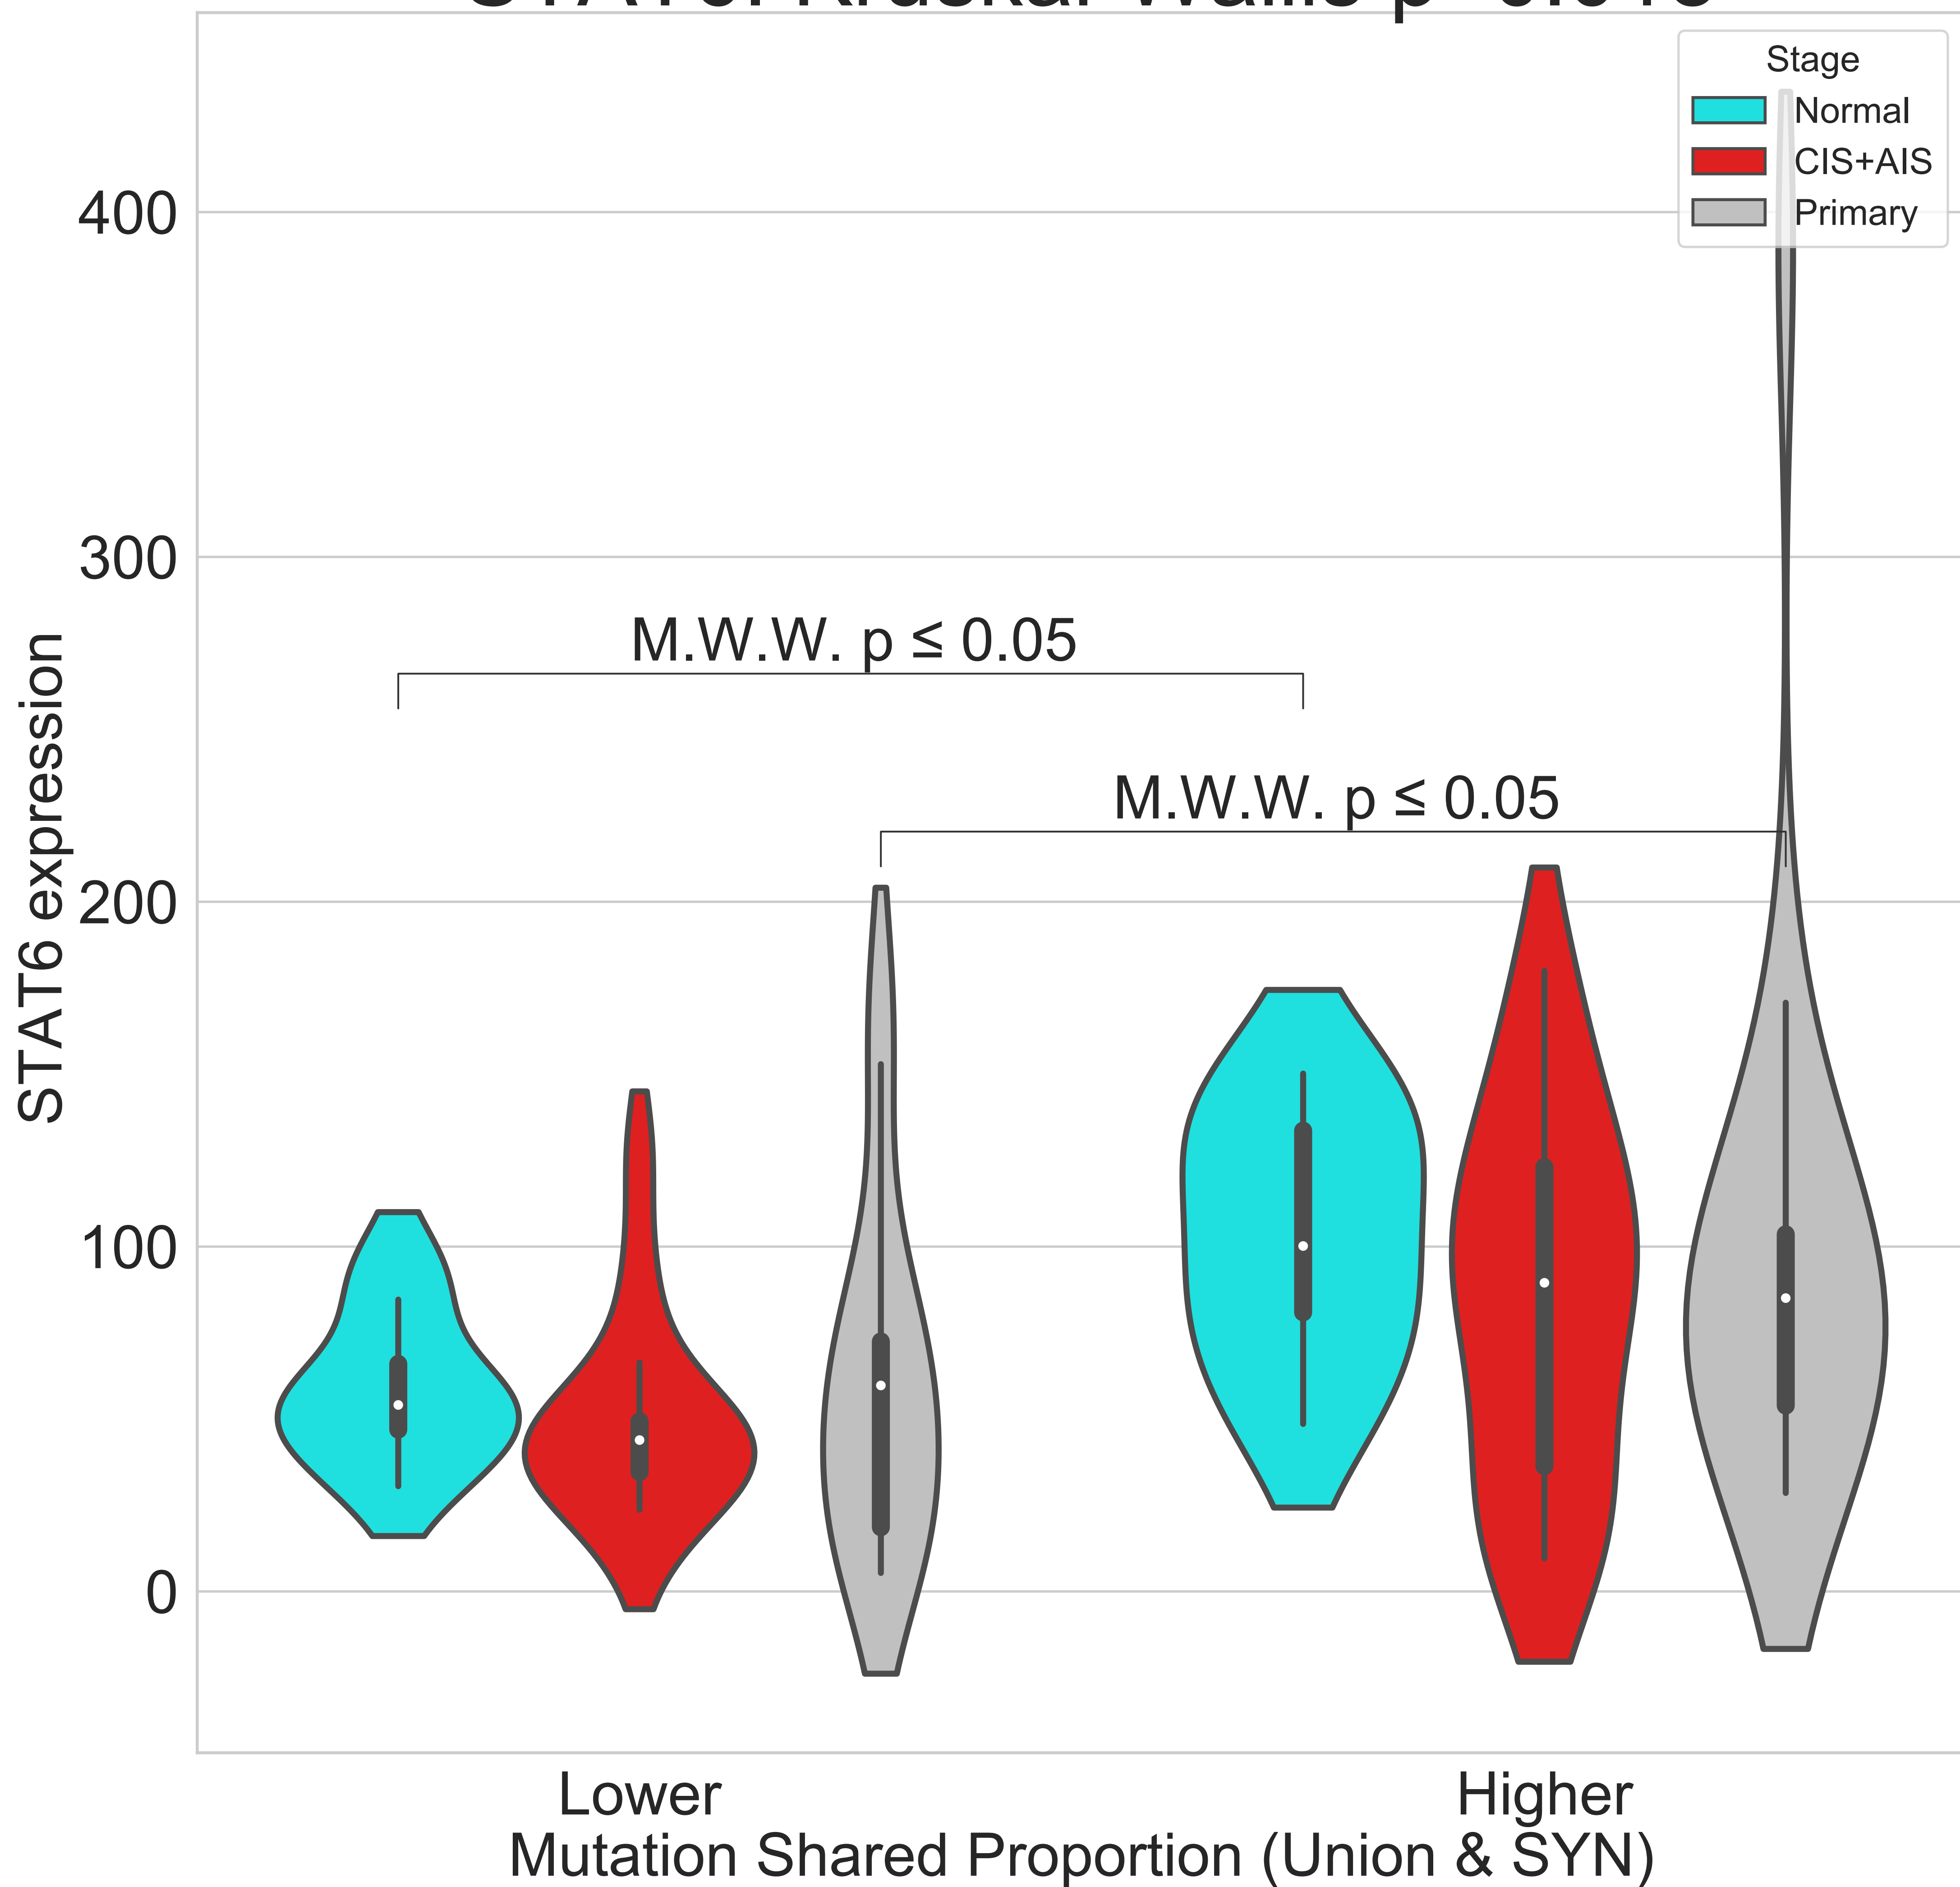 Stage
Normal
CIS+AIS
Primary
400
300
200
100
0
STAT6 expression
M.W.W. p ≤ 0.05
M.W.W. p ≤ 0.05
Lower
Higher
Mutation Shared Proportion (Union & SYN)